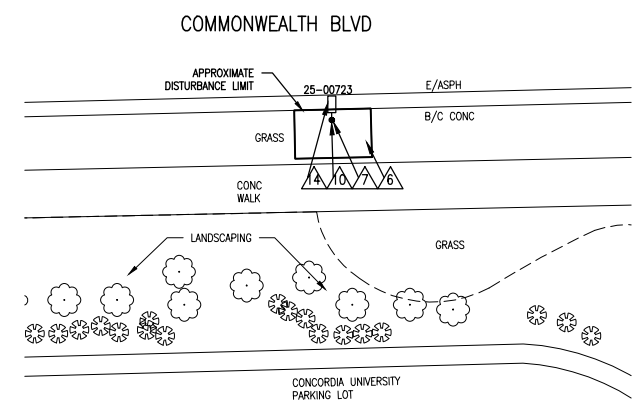 COMMONWEALTH BLVD
APPROXIMATE
DISTURBANCE LIMIT
25-00723
E/ASPH
B/C CONC
GRASS
14 10 7 6
CONC
WALK
LANDSCAPING
GRASS
CONCORDIA UNIVERSITY
PARKING LOT